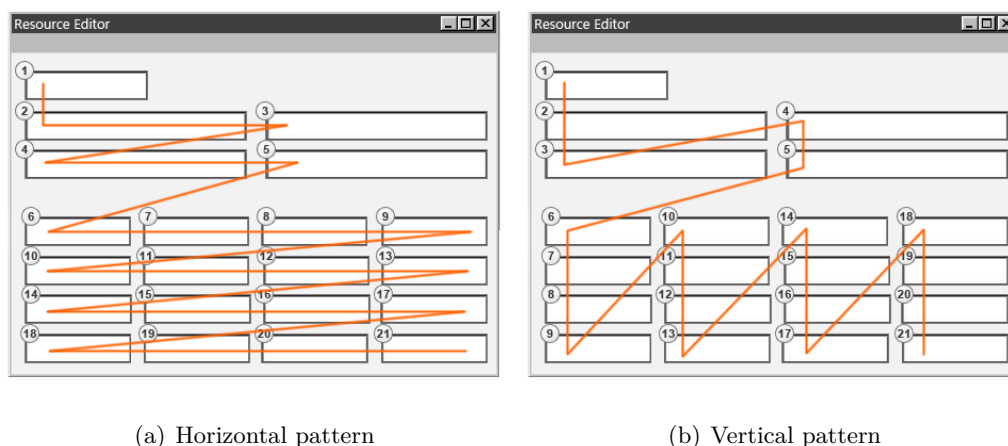 Resource Editor
1
2 3
4 5
6 7 8 9
10 11 12 13
14 15 16 17
18 19 20 21
(a) Horizontal pattern
Resource Editor
1
2 4
3 5
6 10 14 18
7 11 15 19
8 12 16 20
9 13 17 21
(b) Vertical pattern